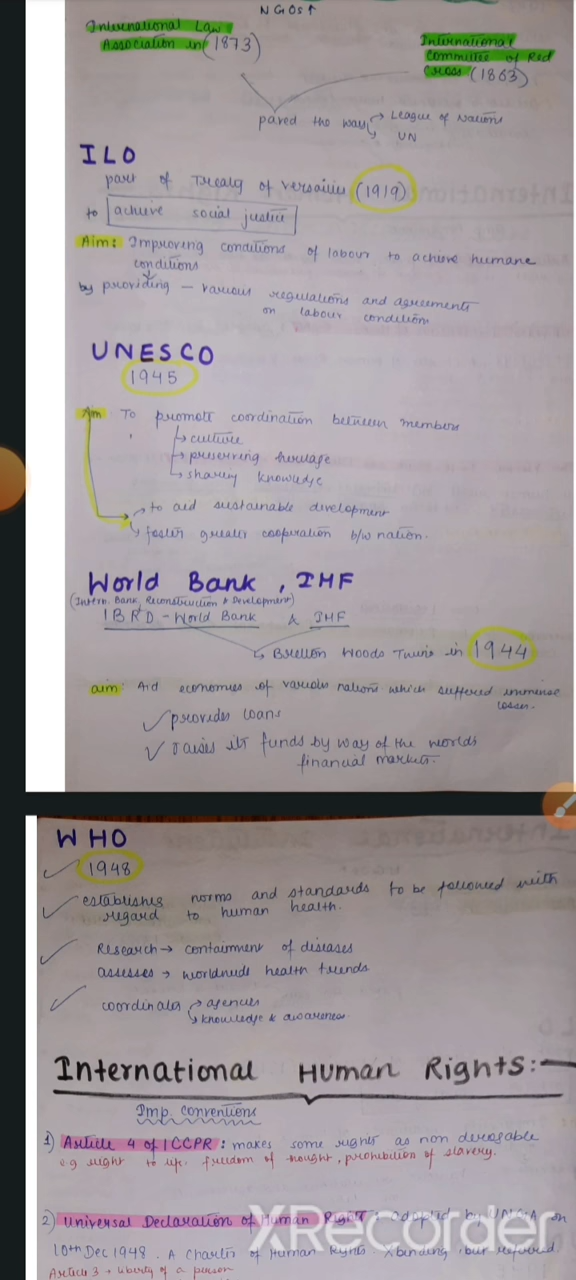 NGOs↑
International Law
Association in (1873)
International
Committee of Red
Cross (1863)
paved the way → League of Nations
→ UN
ILO
part of Treaty of Versailles (1919)
to achieve social justice
Aim: Improving conditions of labour to achieve humane
conditions
by providing – various regulations and agreements
on labour condition
UNESCO
1945
Aim To promote coordination between members
→ culture
→ preserving heritage
→ sharing knowledge
→ to aid sustainable development
→ foster greater cooperation b/w nation.
World Bank, IMF
(Intern. Bank, Reconstruction & Development)
IBRD - World Bank & IMF
→ Bretton Woods Twins in 1944
aim: Aid economies of various nations which suffered immense
losses.
✓ provides loans
✓ raises its funds by way of the worlds
financial market.
WHO
✓ 1948
✓ establishes norms and standards to be followed with
regard to human health.
✓ Research → containment of diseases
assesses → worldwide health trends
✓ coordinates → agencies
→ knowledge & awareness
International Human Rights:-
Imp. conventions
1) Article 4 of ICCPR: makes some rights as non derogable
e.g right to life, freedom of thought, prohibition of slavery.
2) Universal Declaration of Human Rights: adopted by UNGA on
10th Dec 1948. A Charter of Human Rights. X binding, but referred
Article 3 → liberty of a person
XRecorder